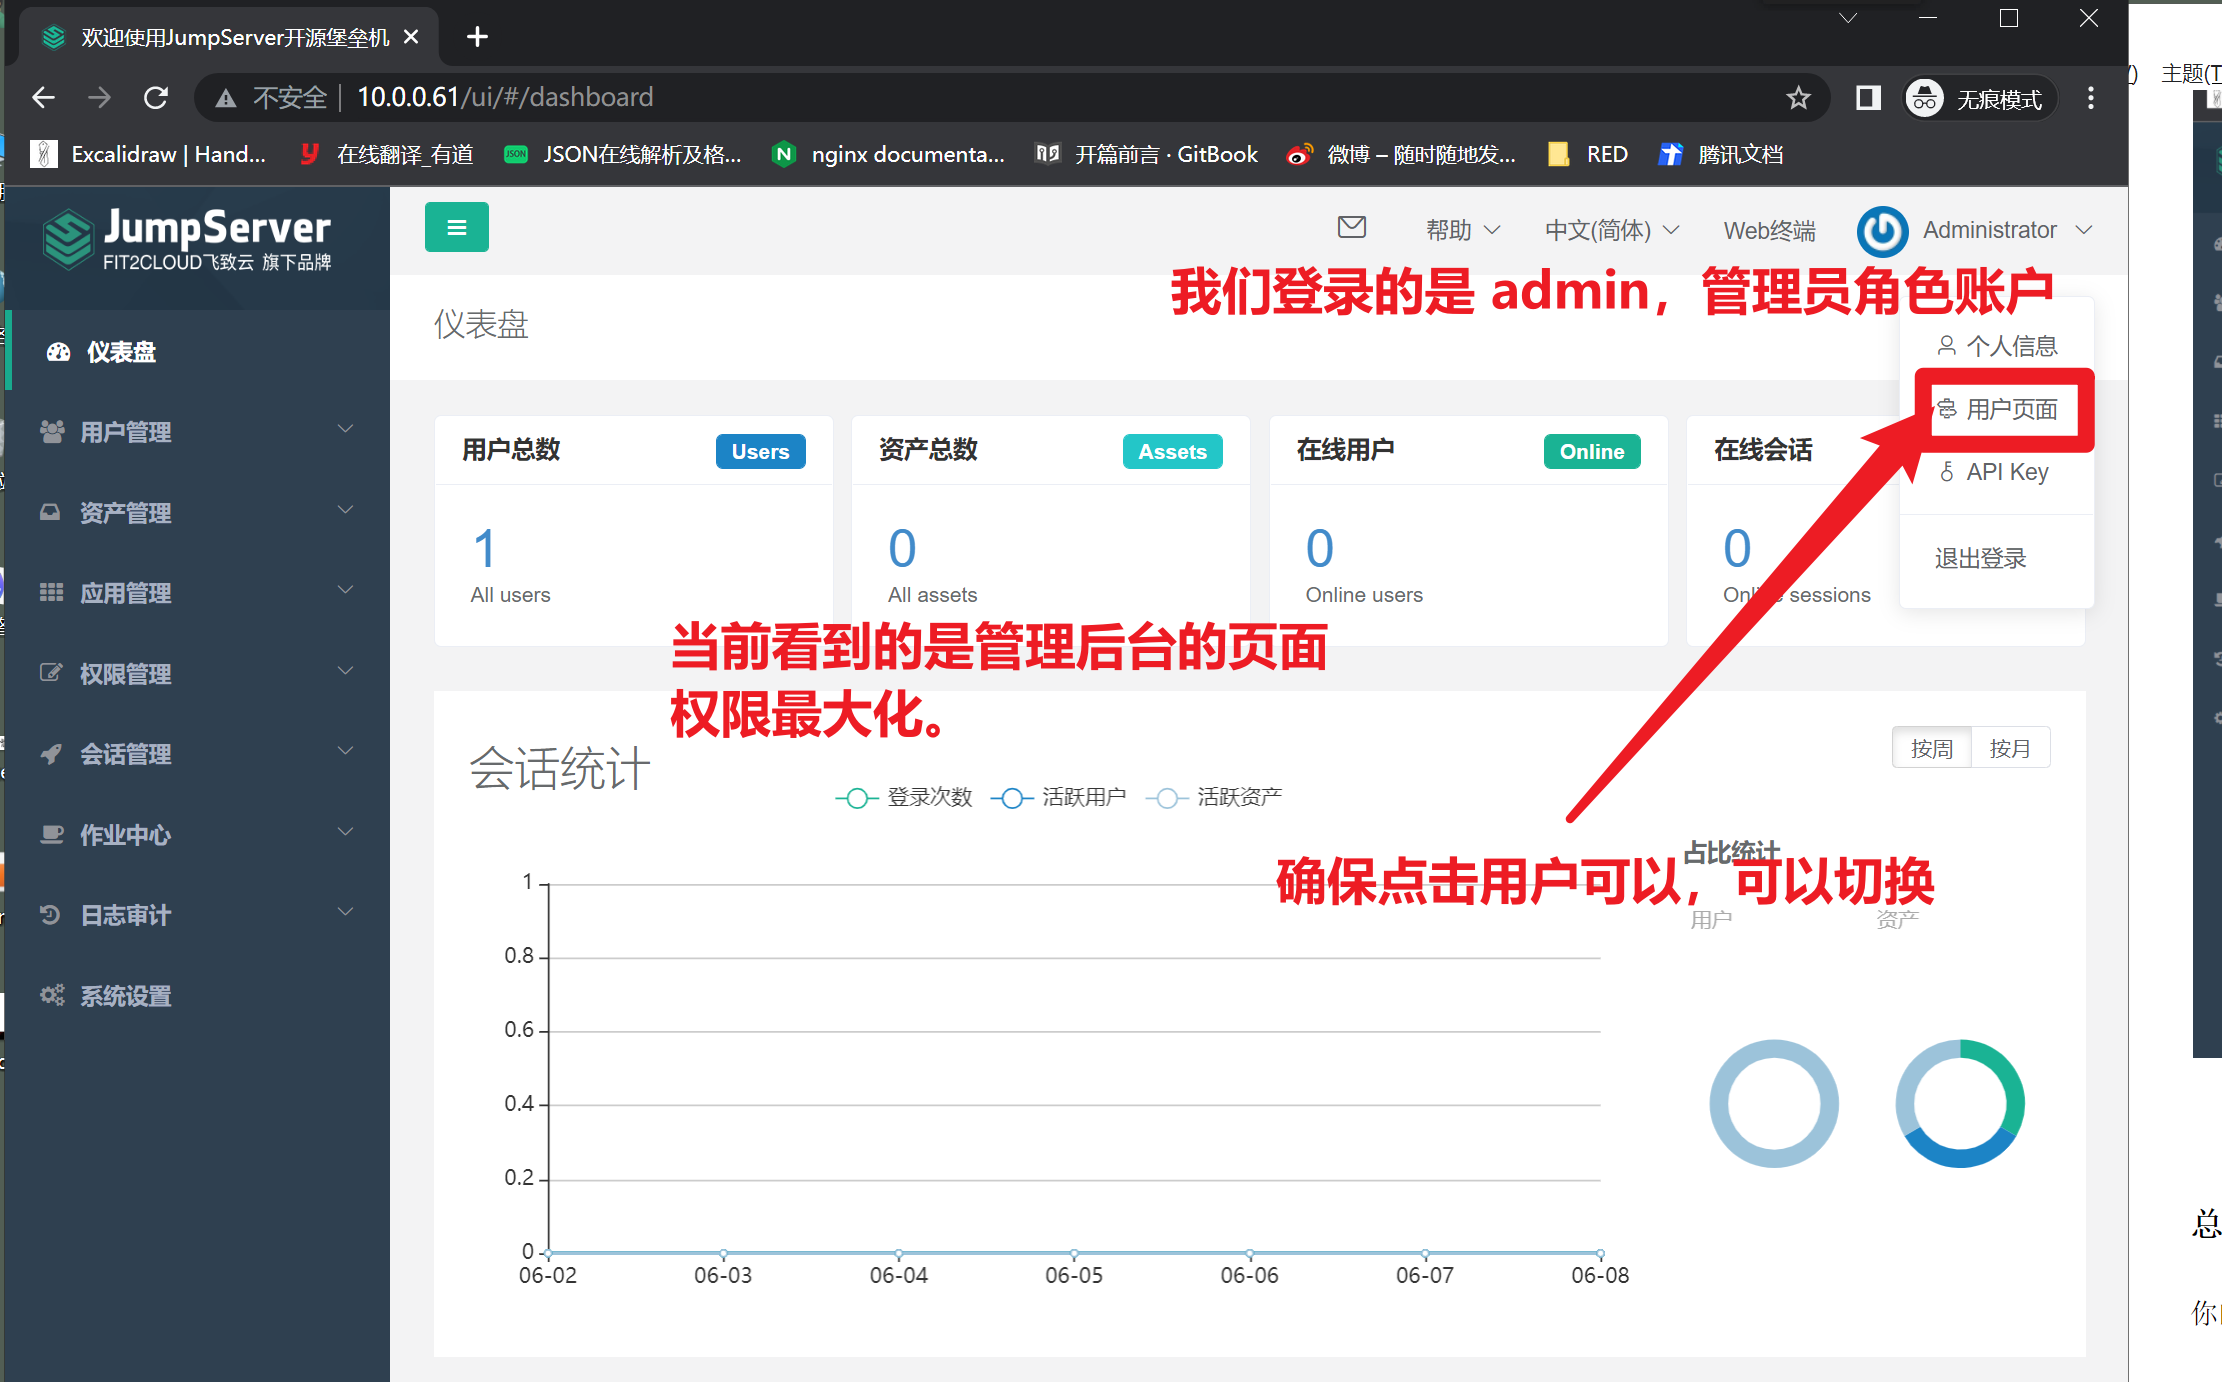 欢迎使用JumpServer开源堡垒机
不安全 10.0.0.61/ui/#/dashboard
无痕模式
Excalidraw | Hand...
在线翻译_有道
JSON在线解析及格...
nginx documenta...
开篇前言 · GitBook
微博 – 随时随地发...
RED
腾讯文档
主题(T
JumpServer
FIT2CLOUD飞致云 旗下品牌
帮助
中文(简体)
Web终端
Administrator
我们登录的是 admin，管理员角色账户
仪表盘
个人信息
用户页面
API Key
退出登录
仪表盘
用户管理
资产管理
应用管理
权限管理
会话管理
作业中心
日志审计
系统设置
用户总数 Users
1
All users
资产总数 Assets
0
All assets
在线用户 Online
0
Online users
在线会话
0
Online sessions
当前看到的是管理后台的页面
权限最大化。
会话统计
按周 按月
登录次数 活跃用户 活跃资产
占比统计
确保点击用户可以，可以切换
用户 资产
1
0.8
0.6
0.4
0.2
0
06-02 06-03 06-04 06-05 06-06 06-07 06-08
总
你